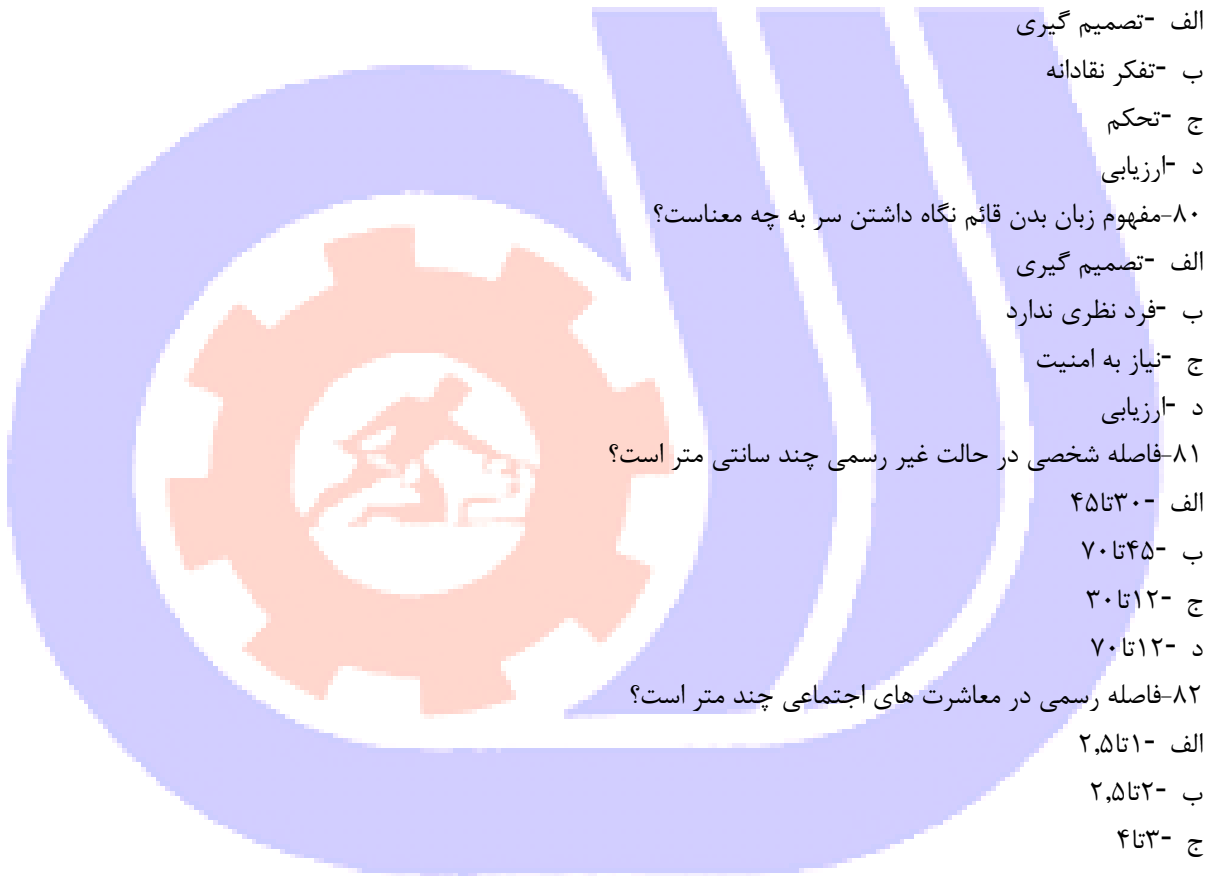 الف -تصمیم گیری
ب -تفکر نقادانه
ج -تحکم
د -ارزیابی
۸۰-مفهوم زبان بدن قائم نگاه داشتن سر به چه معناست؟
الف -تصمیم گیری
ب -فرد نظری ندارد
ج -نیاز به امنیت
د -ارزیابی
۸۱-فاصله شخصی در حالت غیر رسمی چند سانتی متر است؟
الف -۳۰تا۴۵
ب -۴۵تا۷۰
ج -۱۲تا۳۰
د -۱۲تا۷۰
۸۲-فاصله رسمی در معاشرت های اجتماعی چند متر است؟
الف -۱تا۲,۵
ب -۲تا۲,۵
ج -۳تا۴